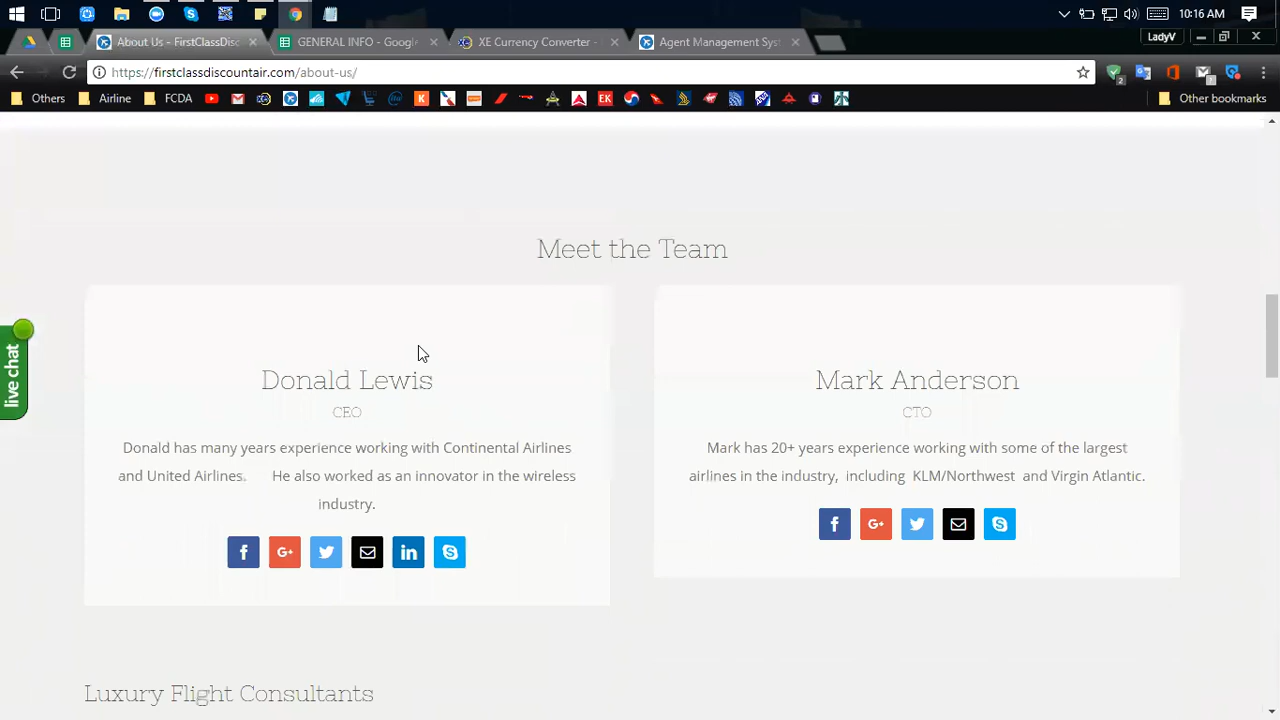 10:16 AM
About Us - FirstClassDisc
GENERAL INFO - Google
XE Currency Converter -
Agent Management Sys
LadyV
https://firstclassdiscountair.com/about-us/
Others
Airline
FCDA
Other bookmarks
Meet the Team
live chat
Donald Lewis
CEO
Donald has many years experience working with Continental Airlines
and United Airlines. He also worked as an innovator in the wireless
industry.
Mark Anderson
CTO
Mark has 20+ years experience working with some of the largest
airlines in the industry, including KLM/Northwest and Virgin Atlantic.
Luxury Flight Consultants